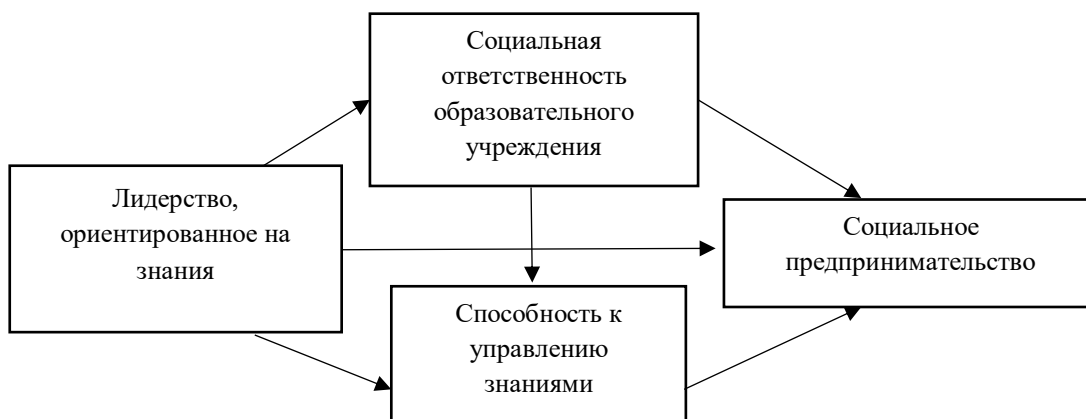 Социальная
ответственность
образовательного
учреждения
Лидерство,
ориентированное на
знания
Социальное
предпринимательство
Способность к
управлению
знаниями